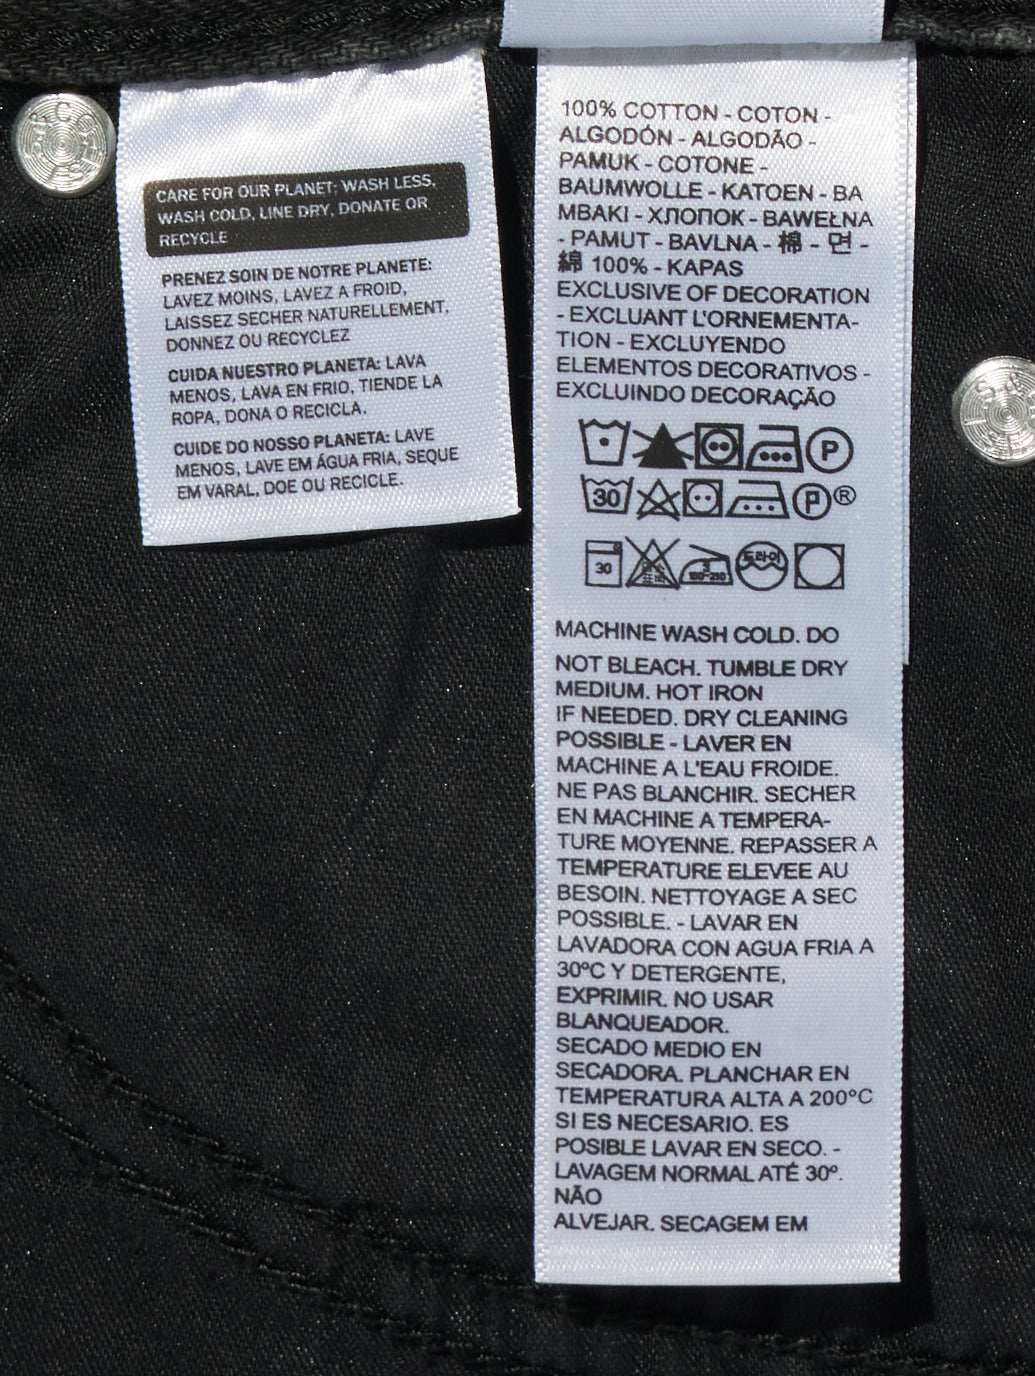 CARE FOR OUR PLANET: WASH LESS,
WASH COLD, LINE DRY, DONATE OR
RECYCLE
PRENEZ SOIN DE NOTRE PLANETE:
LAVEZ MOINS, LAVEZ A FROID,
LAISSEZ SECHER NATURELLEMENT,
DONNEZ OU RECYCLEZ
CUIDA NUESTRO PLANETA: LAVA
MENOS, LAVA EN FRIO, TIENDE LA
ROPA, DONA O RECICLA.
CUIDE DO NOSSO PLANETA: LAVE
MENOS, LAVE EM ÁGUA FRIA, SEQUE
EM VARAL, DOE OU RECICLE.
100% COTTON - COTON -
ALGODÓN - ALGODÃO -
PAMUK - COTONE -
BAUMWOLLE - KATOEN - BA
MBAKI - ХЛОПОК - BAWEŁNA
- PAMUT - BAVLNA - 棉 - 면 -
綿 100% - KAPAS
EXCLUSIVE OF DECORATION
- EXCLUANT L'ORNEMENTA-
TION - EXCLUYENDO
ELEMENTOS DECORATIVOS -
EXCLUINDO DECORAÇÃO
P
30 P ®
30 드라이
MACHINE WASH COLD. DO
NOT BLEACH. TUMBLE DRY
MEDIUM. HOT IRON
IF NEEDED. DRY CLEANING
POSSIBLE - LAVER EN
MACHINE A L'EAU FROIDE.
NE PAS BLANCHIR. SECHER
EN MACHINE A TEMPERA-
TURE MOYENNE. REPASSER A
TEMPERATURE ELEVEE AU
BESOIN. NETTOYAGE A SEC
POSSIBLE. - LAVAR EN
LAVADORA CON AGUA FRIA A
30ºC Y DETERGENTE,
EXPRIMIR. NO USAR
BLANQUEADOR.
SECADO MEDIO EN
SECADORA. PLANCHAR EN
TEMPERATURA ALTA A 200°C
SI ES NECESARIO. ES
POSIBLE LAVAR EN SECO. -
LAVAGEM NORMAL ATÉ 30º.
NÃO
ALVEJAR. SECAGEM EM